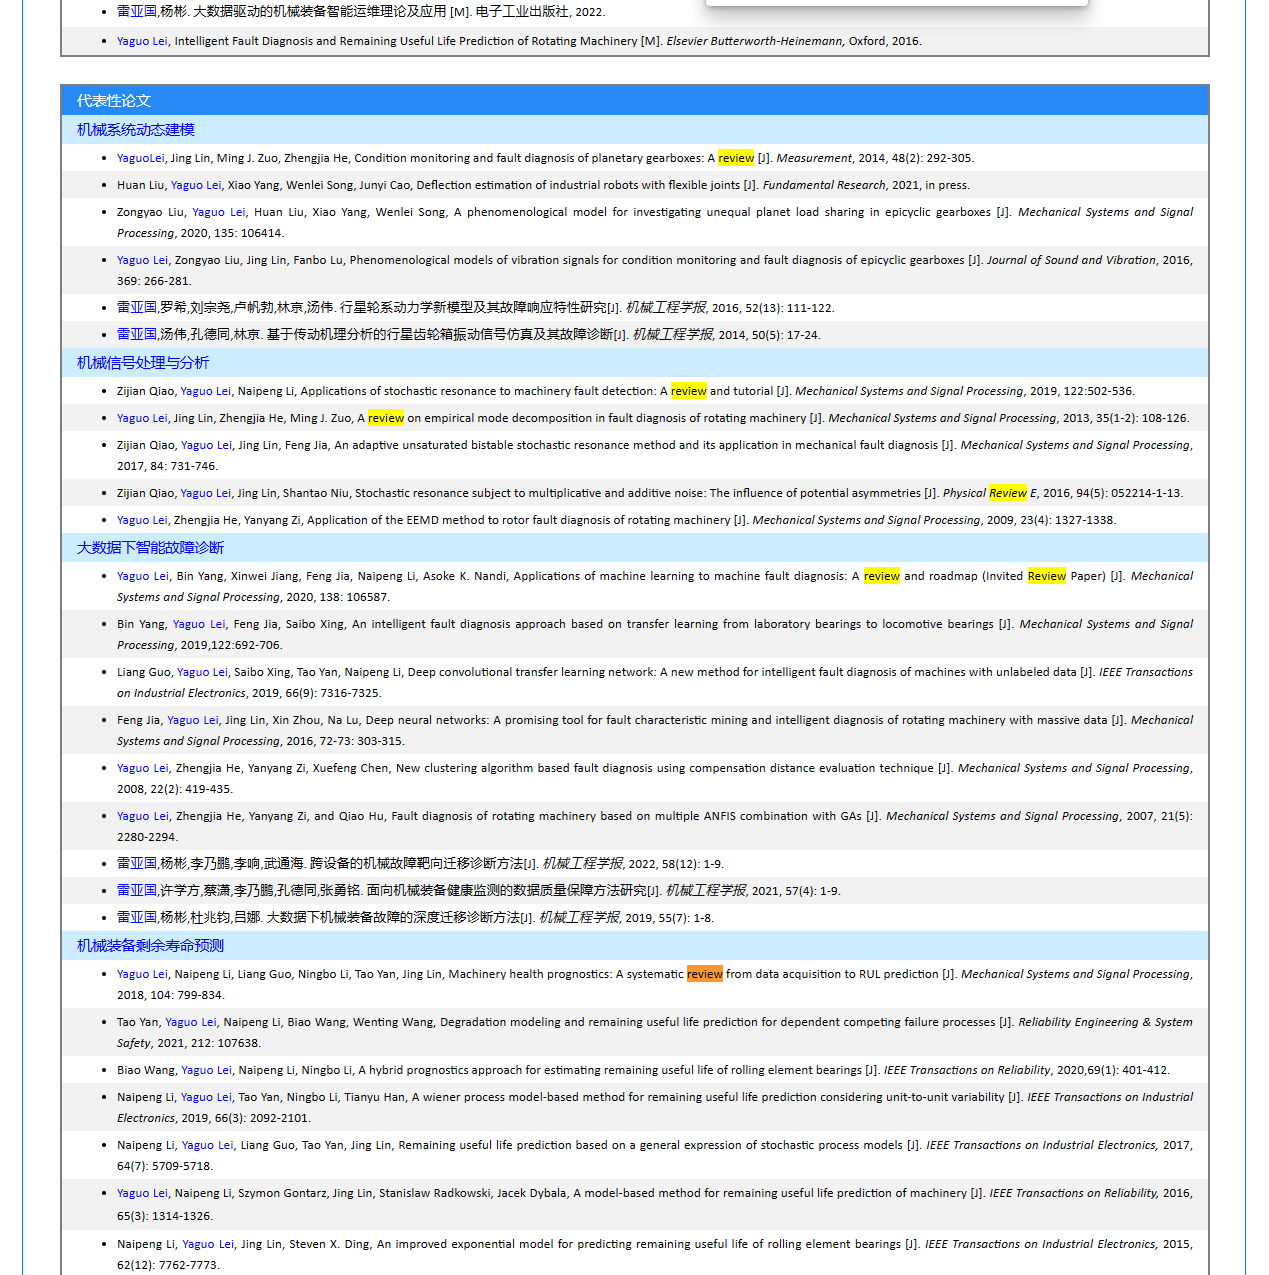 雷亚国,杨彬. 大数据驱动的机械装备智能运维理论及应用 [M]. 电子工业出版社, 2022.
Yaguo Lei, Intelligent Fault Diagnosis and Remaining Useful Life Prediction of Rotating Machinery [M]. Elsevier Butterworth-Heinemann, Oxford, 2016.
代表性论文
机械系统动态建模
YaguoLei, Jing Lin, Ming J. Zuo, Zhengjia He, Condition monitoring and fault diagnosis of planetary gearboxes: A review [J]. Measurement, 2014, 48(2): 292-305.
Huan Liu, Yaguo Lei, Xiao Yang, Wenlei Song, Junyi Cao, Deflection estimation of industrial robots with flexible joints [J]. Fundamental Research, 2021, in press.
Zongyao Liu, Yaguo Lei, Huan Liu, Xiao Yang, Wenlei Song, A phenomenological model for investigating unequal planet load sharing in epicyclic gearboxes [J]. Mechanical Systems and Signal
Processing, 2020, 135: 106414.
Yaguo Lei, Zongyao Liu, Jing Lin, Fanbo Lu, Phenomenological models of vibration signals for condition monitoring and fault diagnosis of epicyclic gearboxes [J]. Journal of Sound and Vibration, 2016,
369: 266-281.
雷亚国,罗希,刘宗尧,卢帆勃,林京,汤伟. 行星轮系动力学新模型及其故障响应特性研究[J]. 机械工程学报, 2016, 52(13): 111-122.
雷亚国,汤伟,孔德同,林京. 基于传动机理分析的行星齿轮箱振动信号仿真及其故障诊断[J]. 机械工程学报, 2014, 50(5): 17-24.
机械信号处理与分析
Zijian Qiao, Yaguo Lei, Naipeng Li, Applications of stochastic resonance to machinery fault detection: A review and tutorial [J]. Mechanical Systems and Signal Processing, 2019, 122:502-536.
Yaguo Lei, Jing Lin, Zhengjia He, Ming J. Zuo, A review on empirical mode decomposition in fault diagnosis of rotating machinery [J]. Mechanical Systems and Signal Processing, 2013, 35(1-2): 108-126.
Zijian Qiao, Yaguo Lei, Jing Lin, Feng Jia, An adaptive unsaturated bistable stochastic resonance method and its application in mechanical fault diagnosis [J]. Mechanical Systems and Signal Processing,
2017, 84: 731-746.
Zijian Qiao, Yaguo Lei, Jing Lin, Shantao Niu, Stochastic resonance subject to multiplicative and additive noise: The influence of potential asymmetries [J]. Physical Review E, 2016, 94(5): 052214-1-13.
Yaguo Lei, Zhengjia He, Yanyang Zi, Application of the EEMD method to rotor fault diagnosis of rotating machinery [J]. Mechanical Systems and Signal Processing, 2009, 23(4): 1327-1338.
大数据下智能故障诊断
Yaguo Lei, Bin Yang, Xinwei Jiang, Feng Jia, Naipeng Li, Asoke K. Nandi, Applications of machine learning to machine fault diagnosis: A review and roadmap (Invited Review Paper) [J]. Mechanical
Systems and Signal Processing, 2020, 138: 106587.
Bin Yang, Yaguo Lei, Feng Jia, Saibo Xing, An intelligent fault diagnosis approach based on transfer learning from laboratory bearings to locomotive bearings [J]. Mechanical Systems and Signal
Processing, 2019,122:692-706.
Liang Guo, Yaguo Lei, Saibo Xing, Tao Yan, Naipeng Li, Deep convolutional transfer learning network: A new method for intelligent fault diagnosis of machines with unlabeled data [J]. IEEE Transactions
on Industrial Electronics, 2019, 66(9): 7316-7325.
Feng Jia, Yaguo Lei, Jing Lin, Xin Zhou, Na Lu, Deep neural networks: A promising tool for fault characteristic mining and intelligent diagnosis of rotating machinery with massive data [J]. Mechanical
Systems and Signal Processing, 2016, 72-73: 303-315.
Yaguo Lei, Zhengjia He, Yanyang Zi, Xuefeng Chen, New clustering algorithm based fault diagnosis using compensation distance evaluation technique [J]. Mechanical Systems and Signal Processing,
2008, 22(2): 419-435.
Yaguo Lei, Zhengjia He, Yanyang Zi, and Qiao Hu, Fault diagnosis of rotating machinery based on multiple ANFIS combination with GAs [J]. Mechanical Systems and Signal Processing, 2007, 21(5):
2280-2294.
雷亚国,杨彬,李乃鹏,李响,武通海. 跨设备的机械故障靶向迁移诊断方法[J]. 机械工程学报, 2022, 58(12): 1-9.
雷亚国,许学方,蔡潇,李乃鹏,孔德同,张勇铭. 面向机械装备健康监测的数据质量保障方法研究[J]. 机械工程学报, 2021, 57(4): 1-9.
雷亚国,杨彬,杜兆钧,吕娜. 大数据下机械装备故障的深度迁移诊断方法[J]. 机械工程学报, 2019, 55(7): 1-8.
机械装备剩余寿命预测
Yaguo Lei, Naipeng Li, Liang Guo, Ningbo Li, Tao Yan, Jing Lin, Machinery health prognostics: A systematic review from data acquisition to RUL prediction [J]. Mechanical Systems and Signal Processing,
2018, 104: 799-834.
Tao Yan, Yaguo Lei, Naipeng Li, Biao Wang, Wenting Wang, Degradation modeling and remaining useful life prediction for dependent competing failure processes [J]. Reliability Engineering & System
Safety, 2021, 212: 107638.
Biao Wang, Yaguo Lei, Naipeng Li, Ningbo Li, A hybrid prognostics approach for estimating remaining useful life of rolling element bearings [J]. IEEE Transactions on Reliability, 2020,69(1): 401-412.
Naipeng Li, Yaguo Lei, Tao Yan, Ningbo Li, Tianyu Han, A wiener process model-based method for remaining useful life prediction considering unit-to-unit variability [J]. IEEE Transactions on Industrial
Electronics, 2019, 66(3): 2092-2101.
Naipeng Li, Yaguo Lei, Liang Guo, Tao Yan, Jing Lin, Remaining useful life prediction based on a general expression of stochastic process models [J]. IEEE Transactions on Industrial Electronics, 2017,
64(7): 5709-5718.
Yaguo Lei, Naipeng Li, Szymon Gontarz, Jing Lin, Stanislaw Radkowski, Jacek Dybala, A model-based method for remaining useful life prediction of machinery [J]. IEEE Transactions on Reliability, 2016,
65(3): 1314-1326.
Naipeng Li, Yaguo Lei, Jing Lin, Steven X. Ding, An improved exponential model for predicting remaining useful life of rolling element bearings [J]. IEEE Transactions on Industrial Electronics, 2015,
62(12): 7762-7773.